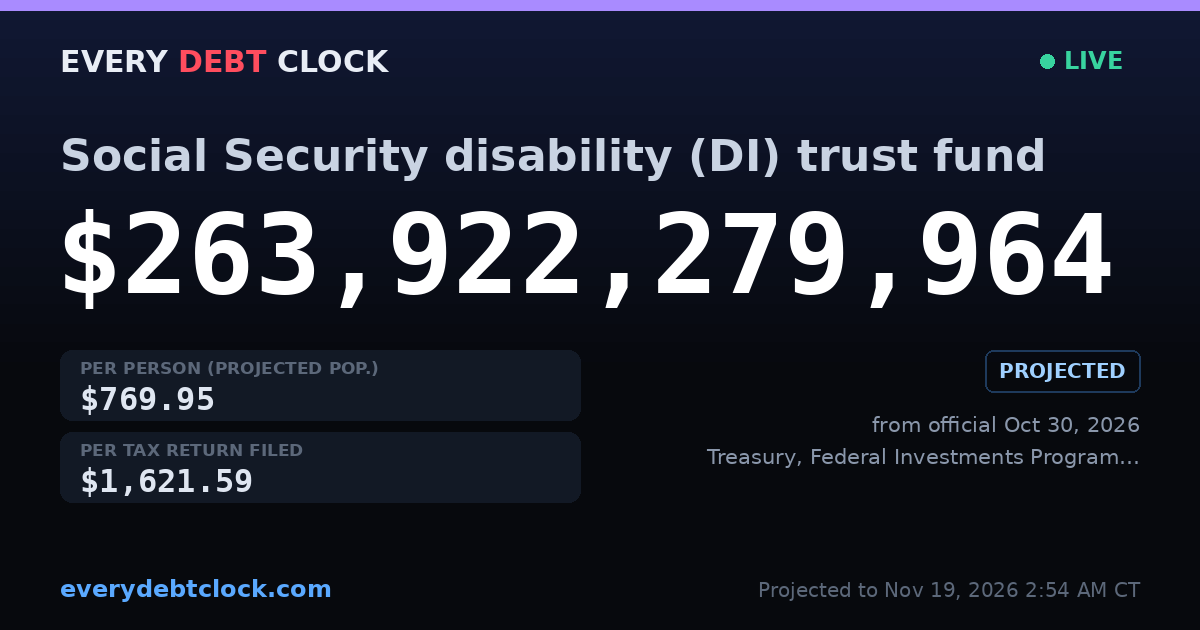 EVERY DEBT CLOCK
LIVE
Social Security disability (DI) trust fund
$263,922,279,964
PER PERSON (PROJECTED POP.)
$769.95
PER TAX RETURN FILED
$1,621.59
PROJECTED
from official Oct 30, 2026
Treasury, Federal Investments Program…
everydebtclock.com
Projected to Nov 19, 2026 2:54 AM CT